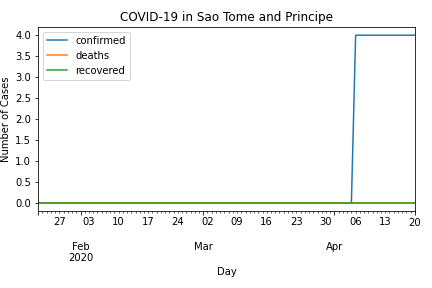 COVID-19 in Sao Tome and Principe
confirmed
deaths
recovered
Number of Cases
4.0
3.5
3.0
2.5
2.0
1.5
1.0
0.5
0.0
27 03 10 17 24 02 09 16 23 30 06 13 20
Feb Mar Apr
2020
Day